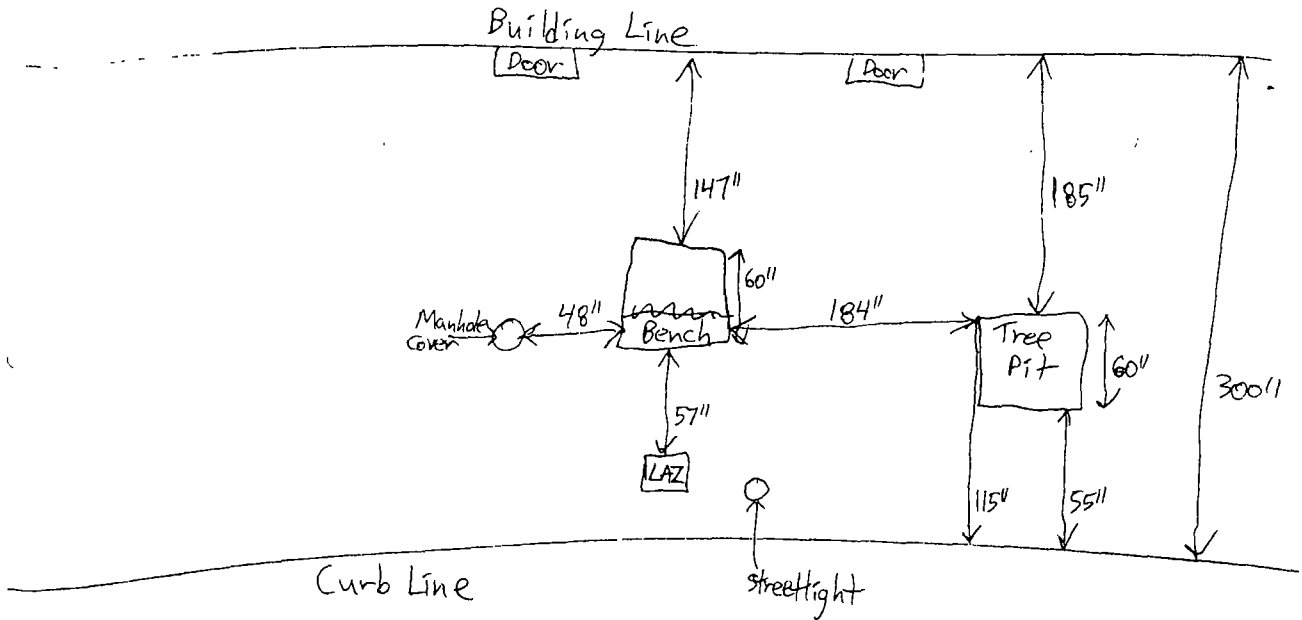 Building Line
Door
Door
147"
185"
60"
Manhole
Cover
48"
Bench
184"
Tree
Pit
60"
300"
57"
LAZ
115"
55"
Curb Line
streetlight